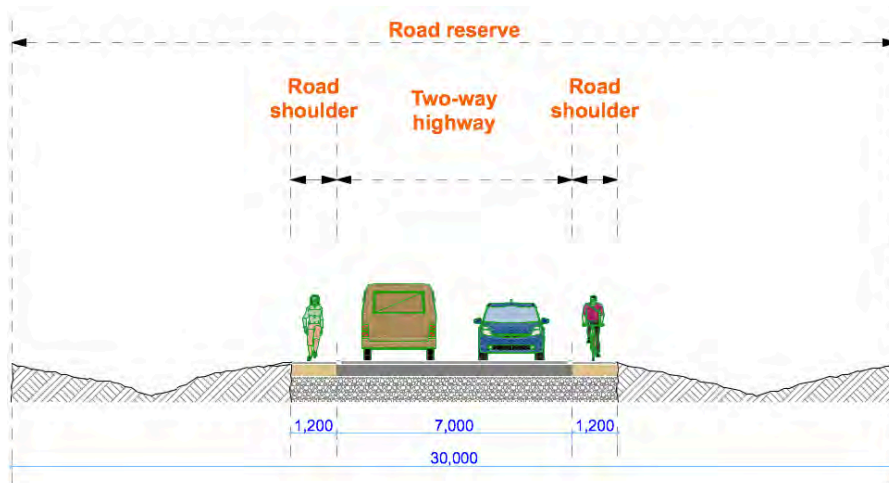 Road reserve
Road shoulder
Two-way highway
Road shoulder
1,200
7,000
1,200
30,000